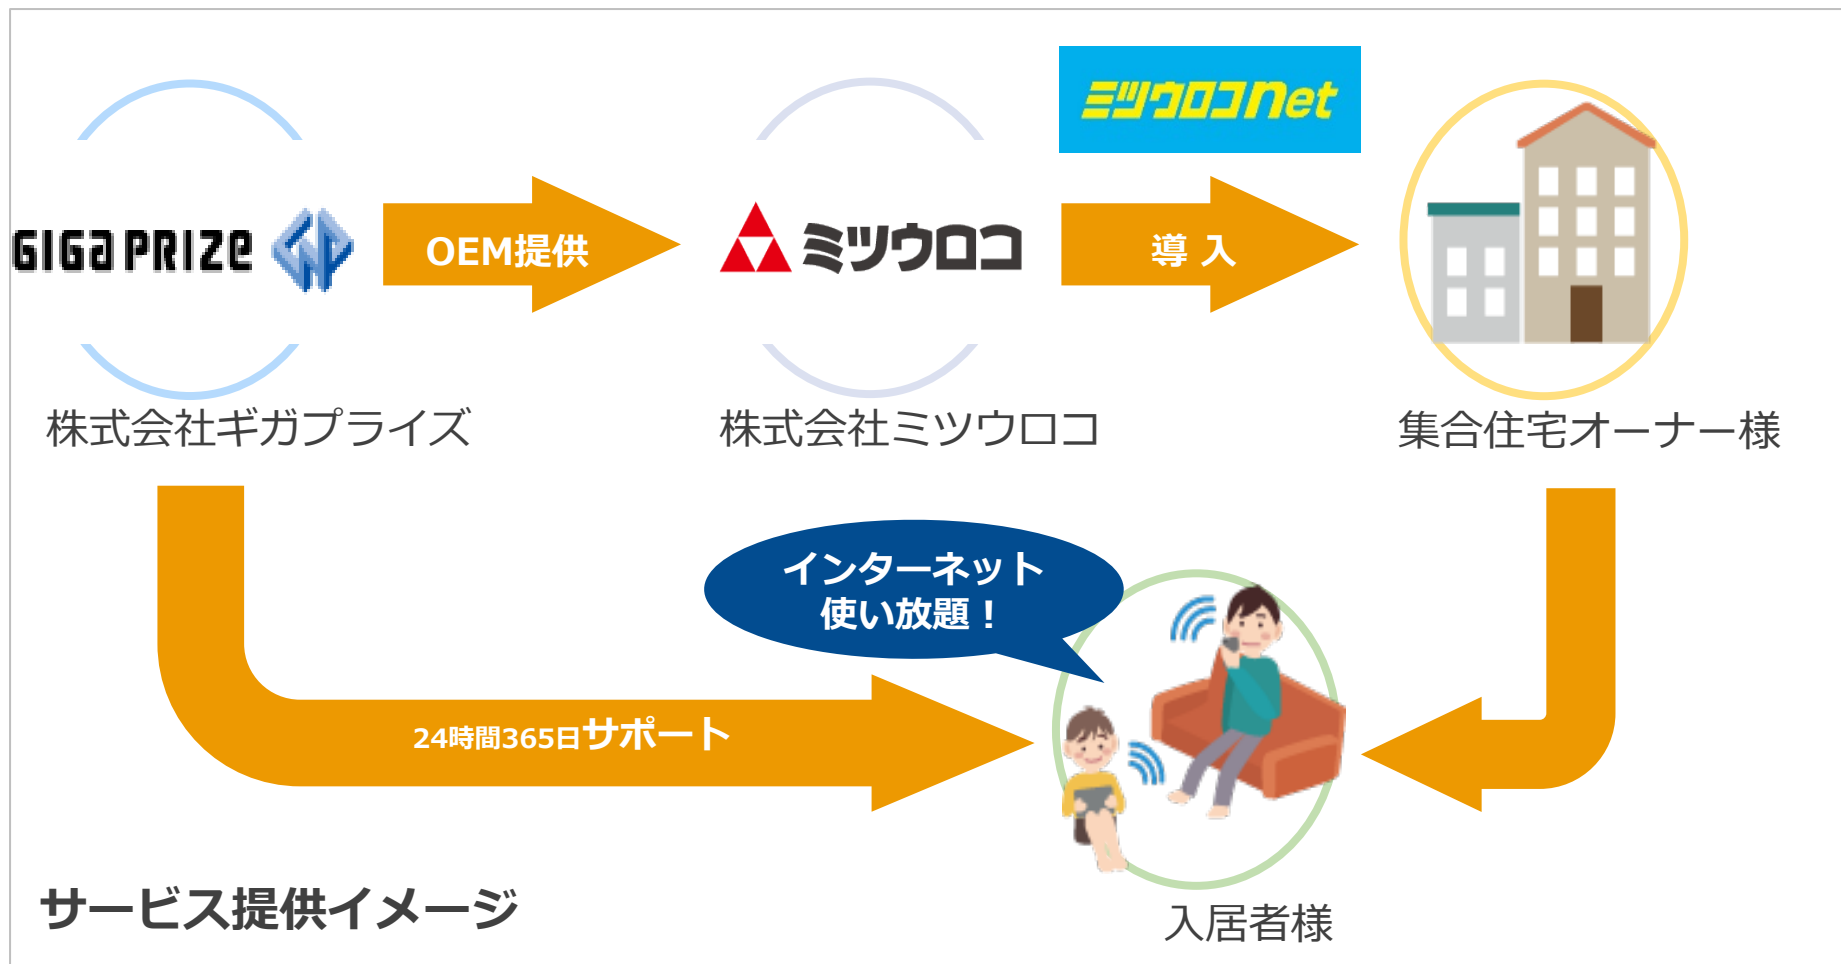 ミツウロコnet
GIGA PRIZE
OEM提供
ミツウロコ
導 入
株式会社ギガプライズ
株式会社ミツウロコ
集合住宅オーナー様
インターネット
使い放題！
24時間365日サポート
サービス提供イメージ
入居者様